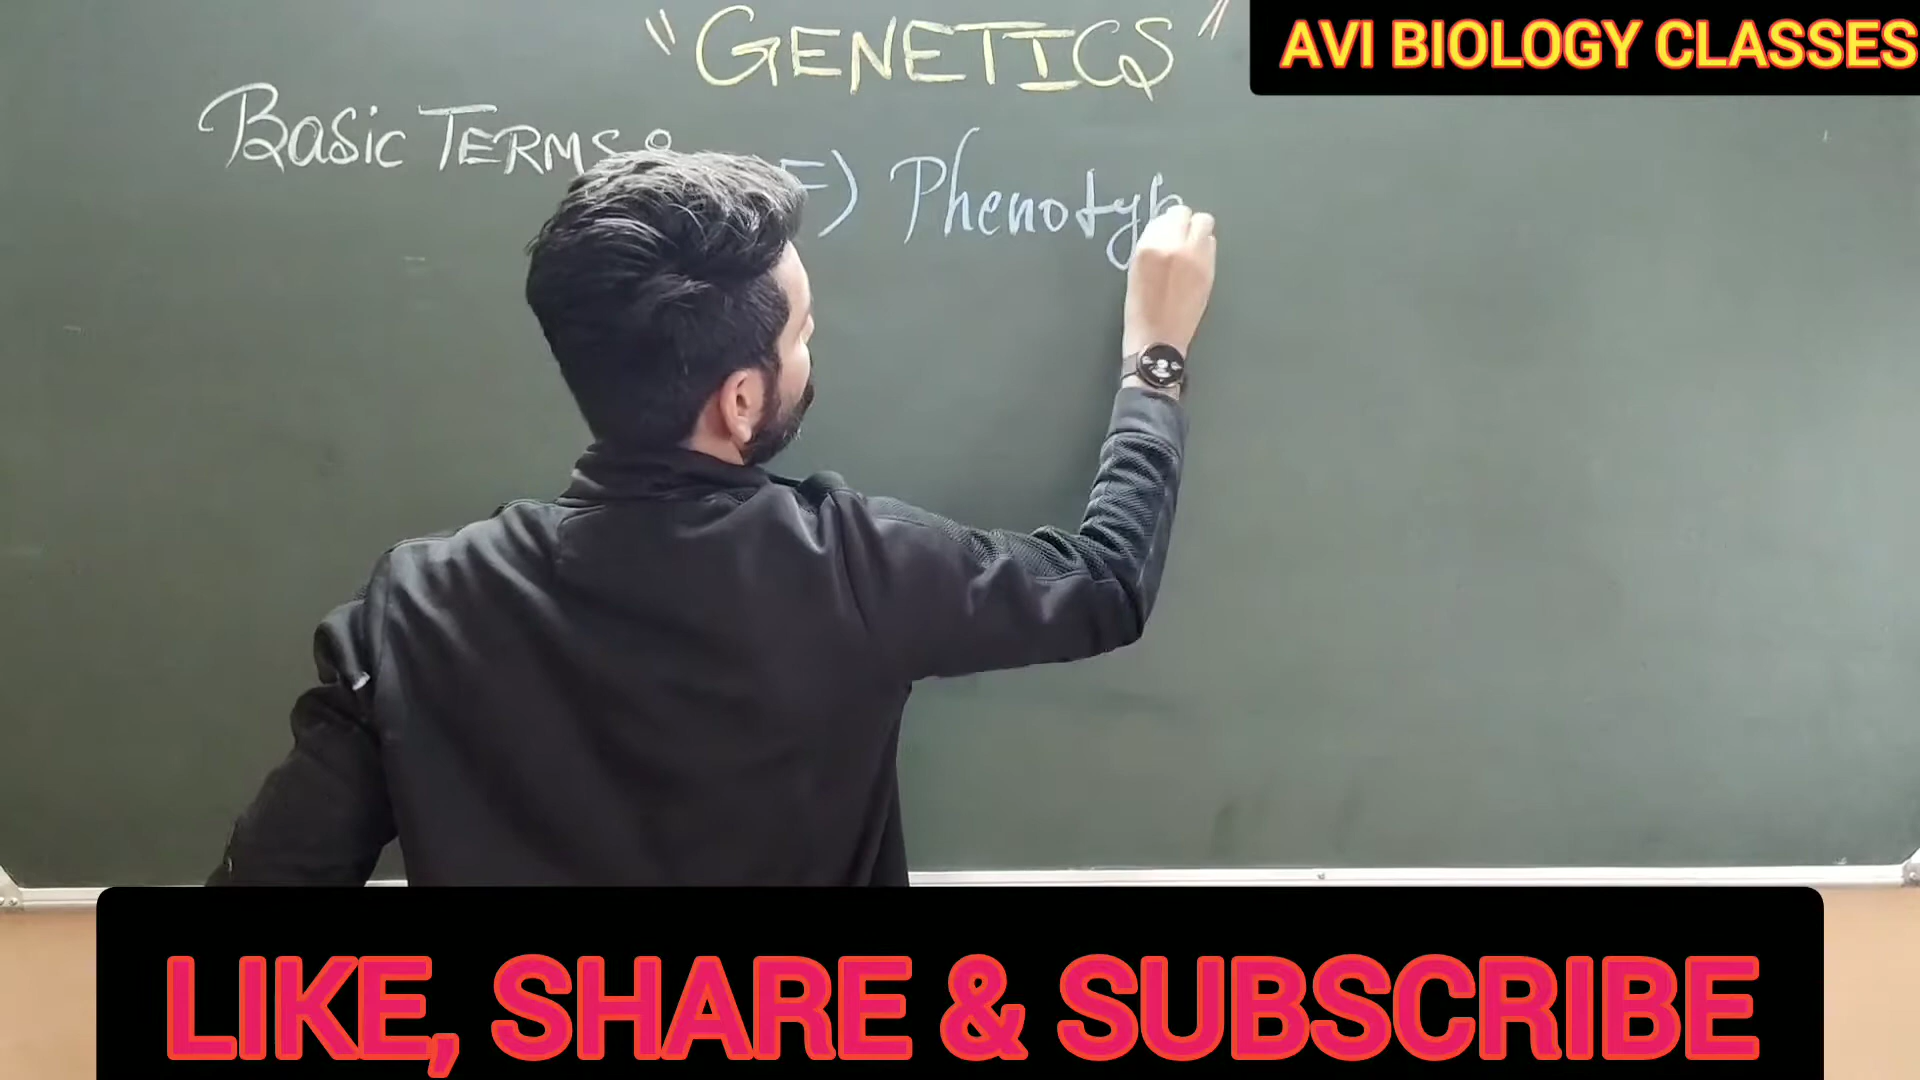 "GENETICS"
AVI BIOLOGY CLASSES
Basic TERMS:
F) Phenotyp
LIKE, SHARE & SUBSCRIBE